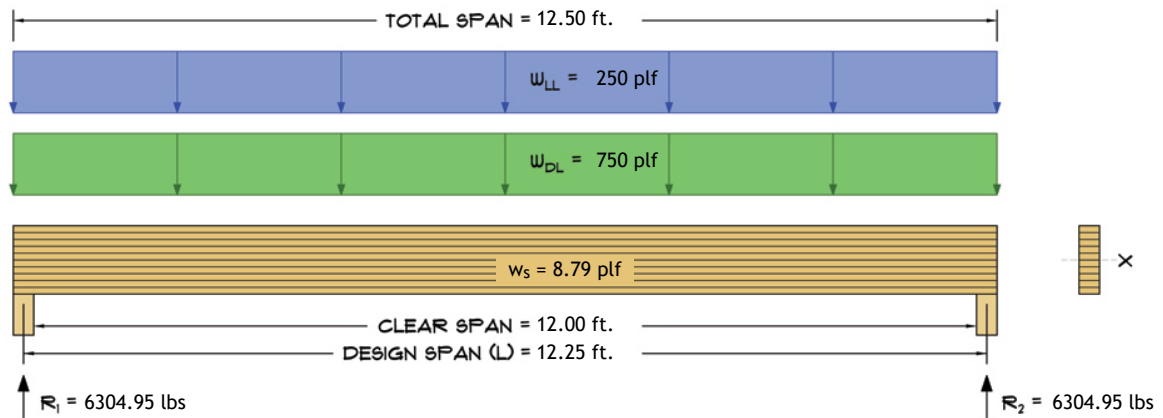 TOTAL SPAN = 12.50 ft.
WLL = 250 plf
WDL = 750 plf
ws = 8.79 plf
X
CLEAR SPAN = 12.00 ft.
DESIGN SPAN (L) = 12.25 ft.
R1 = 6304.95 lbs
R2 = 6304.95 lbs